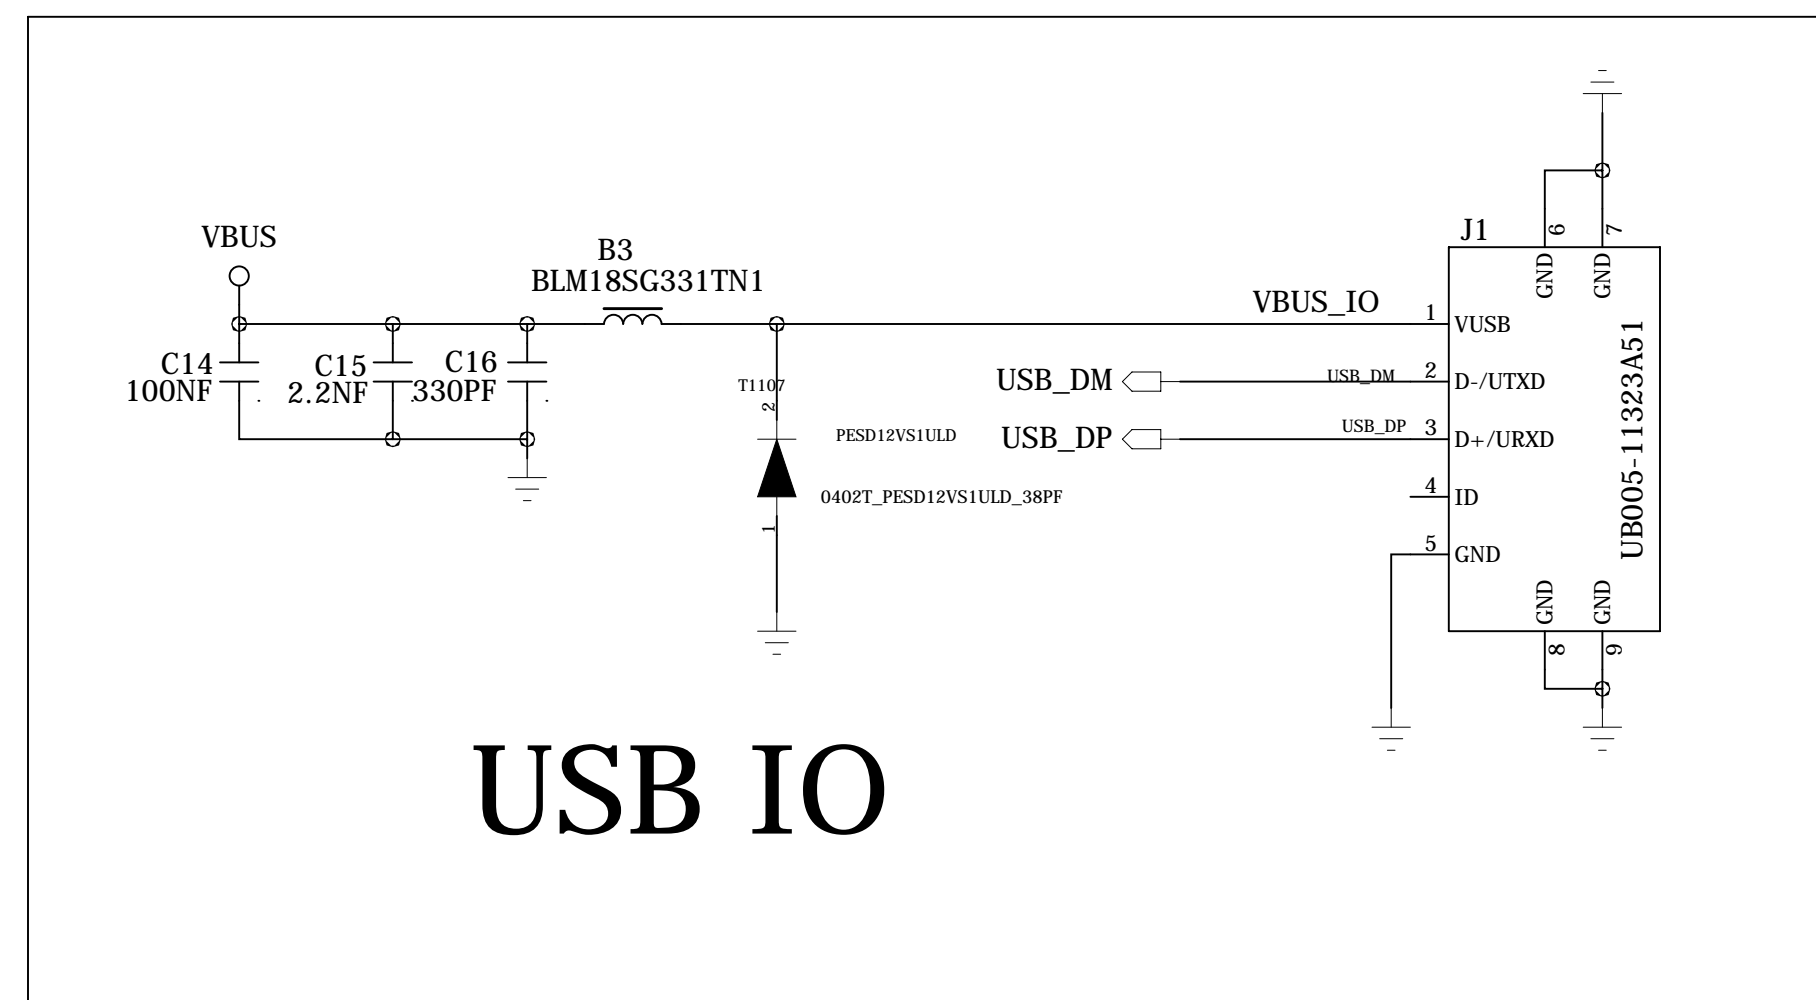 VBUS
B3
BLM18SG331TN1
C14
100NF
C15
2.2NF
C16
330PF
T1107
2
PESD12VS1ULD
0402T_PESD12VS1ULD_38PF
1
VBUS_IO
USB_DM
USB_DM
USB_DP
USB_DP
J1
6
7
GND
GND
1
VUSB
2
D-/UTXD
3
D+/URXD
4
ID
5
GND
UB005-11323A51
GND
GND
8
9
USB IO